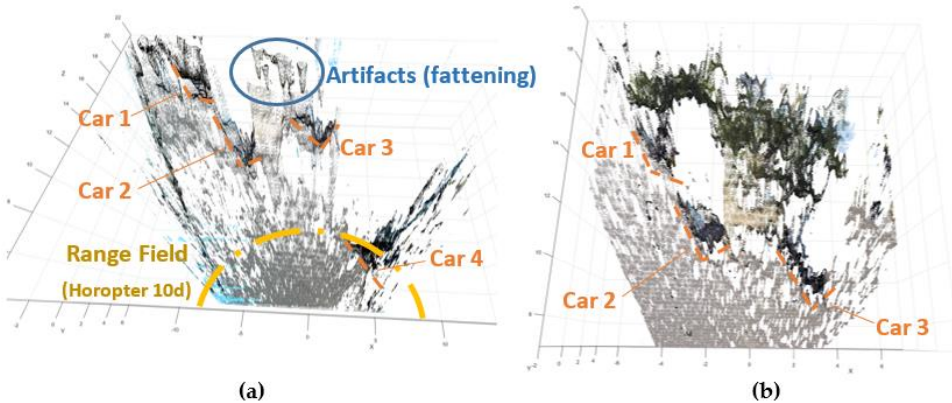 Artifacts (fattening)
Car 1
Car 2
Car 3
Range Field
(Horopter 10d)
Car 4
(a)
Car 1
Car 2
Car 3
(b)